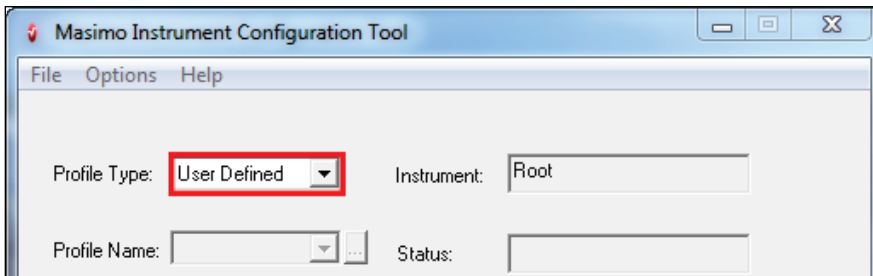 Masimo Instrument Configuration Tool
File Options Help
Profile Type: User Defined Instrument: Root
Profile Name: ... Status: